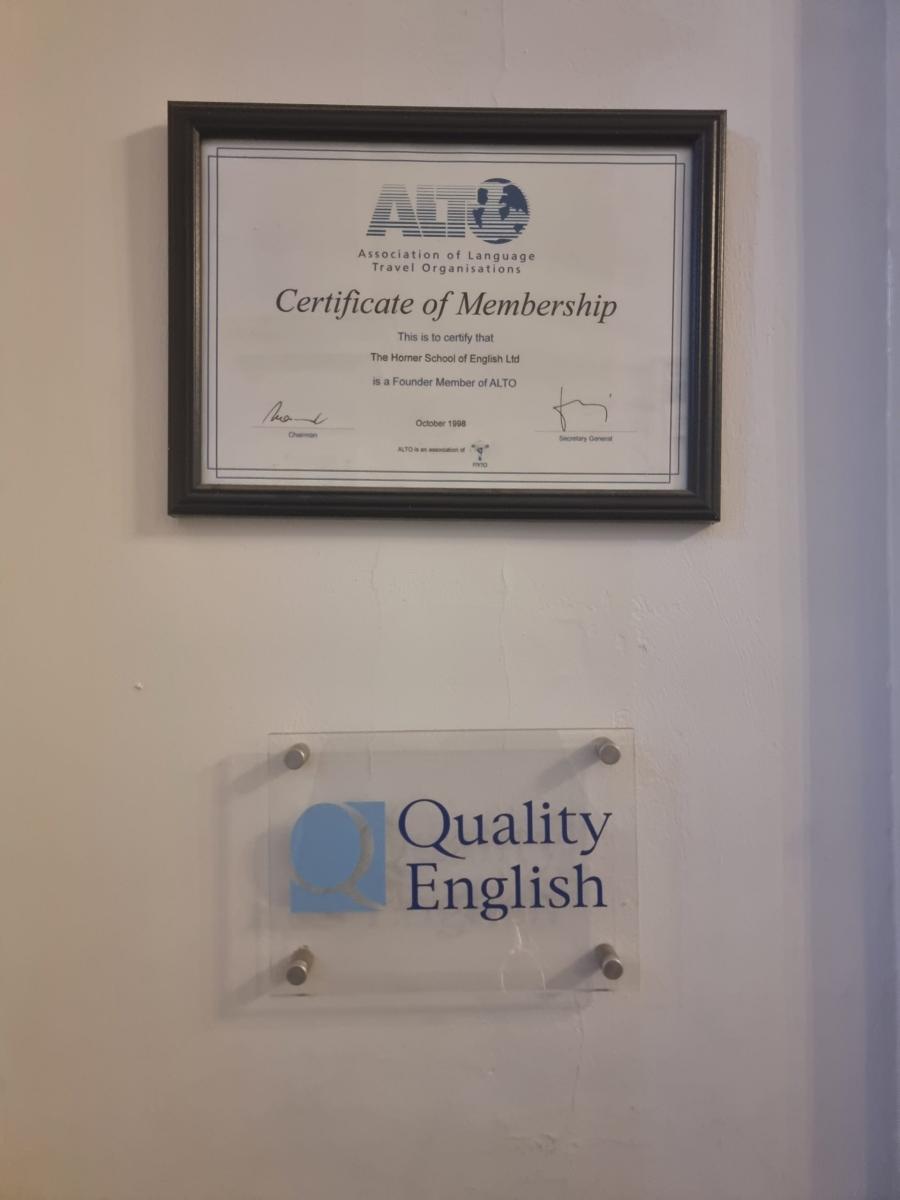 ALTO
Association of Language
Travel Organisations
Certificate of Membership
This is to certify that
The Horner School of English Ltd
is a Founder Member of ALTO
October 1998
Chairman
Secretary General
ALTO is an association of
FIYTO
Quality
English